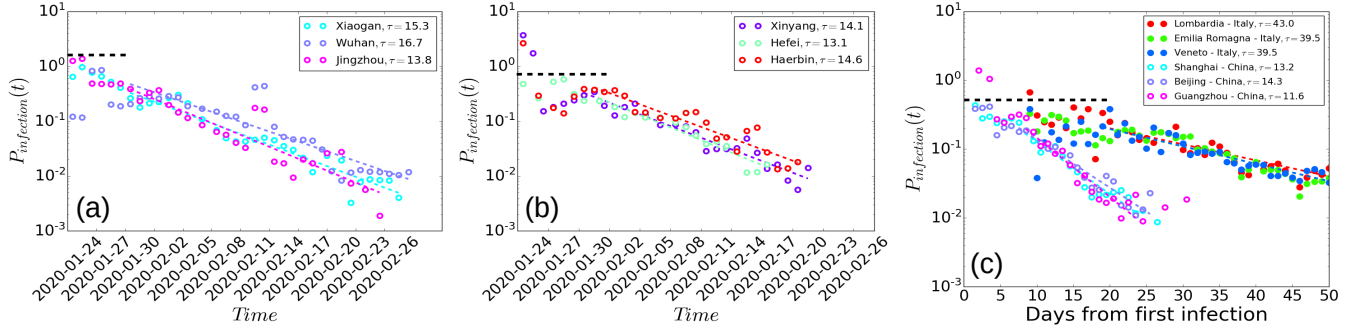 (a)
10^1
10^0
10^-1
10^-2
10^-3
P_infection(t)
Xiaogan, τ = 15.3
Wuhan, τ = 16.7
Jingzhou, τ = 13.8
2020-01-24
2020-01-27
2020-01-30
2020-02-02
2020-02-05
2020-02-08
2020-02-11
2020-02-14
2020-02-17
2020-02-20
2020-02-23
2020-02-26
Time
(b)
10^1
10^0
10^-1
10^-2
10^-3
P_infection(t)
Xinyang, τ = 14.1
Hefei, τ = 13.1
Haerbin, τ = 14.6
2020-01-24
2020-01-27
2020-01-30
2020-02-02
2020-02-05
2020-02-08
2020-02-11
2020-02-14
2020-02-17
2020-02-20
2020-02-23
2020-02-26
Time
(c)
10^1
10^0
10^-1
10^-2
10^-3
P_infection(t)
Lombardia - Italy, τ = 43.0
Emilia Romagna - Italy, τ = 39.5
Veneto - Italy, τ = 39.5
Shanghai - China, τ = 13.2
Beijing - China, τ = 14.3
Guangzhou - China, τ = 11.6
0 5 10 15 20 25 30 35 40 45 50
Days from first infection